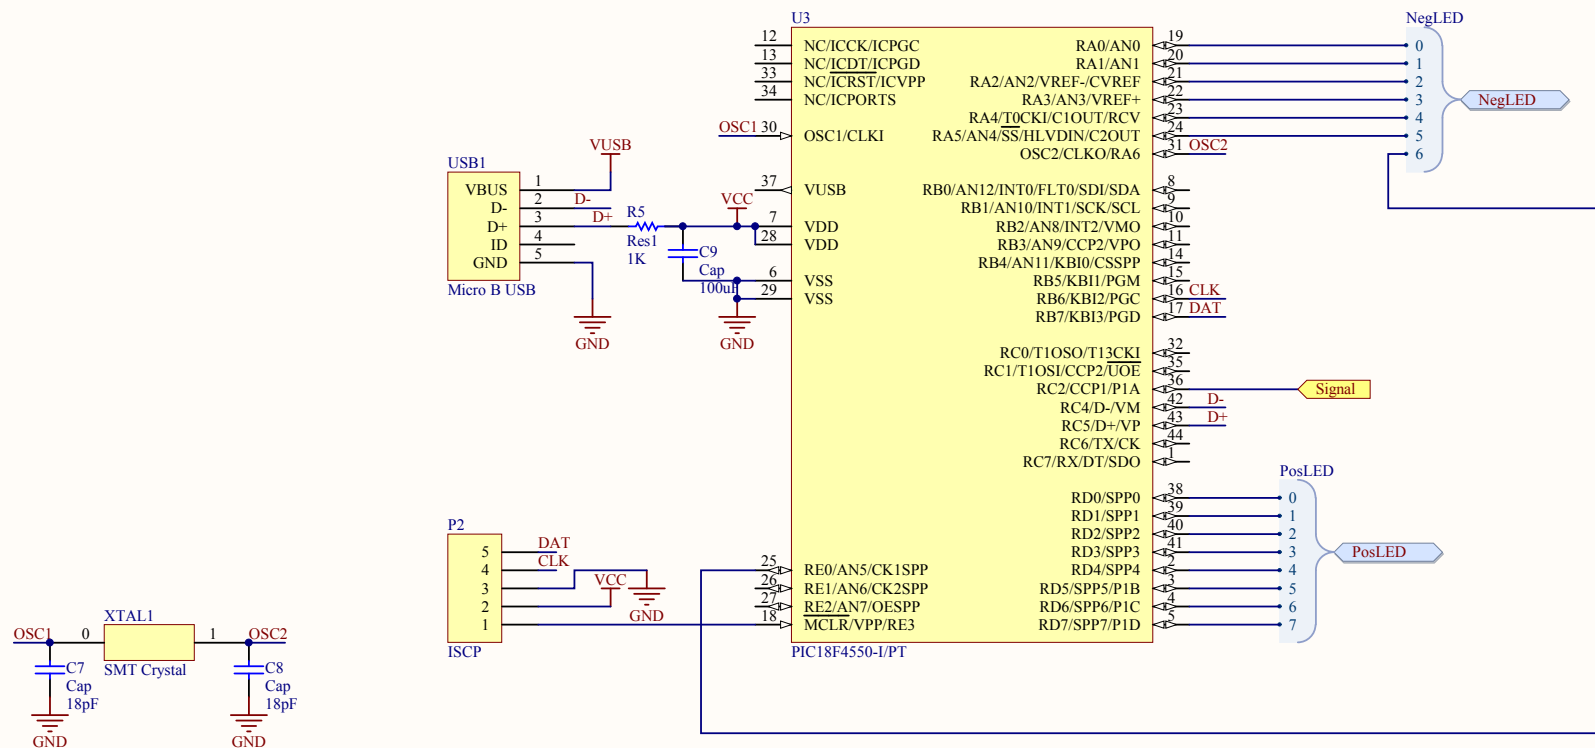 U3
12 NC/ICCK/ICPGC
13 NC/ICDT/ICPGD
33 NC/ICRST/ICVPP
34 NC/ICPORTS
OSC1 30 OSC1/CLKI
37 VUSB
7 VDD
28 VDD
6 VSS
29 VSS
25 RE0/AN5/CK1SPP
26 RE1/AN6/CK2SPP
27 RE2/AN7/OESPP
18 MCLR/VPP/RE3
RA0/AN0 19
RA1/AN1 20
RA2/AN2/VREF-/CVREF 21
RA3/AN3/VREF+ 22
RA4/T0CKI/C1OUT/RCV 23
RA5/AN4/SS/HLVDIN/C2OUT 24
OSC2/CLKO/RA6 31 OSC2
RB0/AN12/INT0/FLT0/SDI/SDA 8
RB1/AN10/INT1/SCK/SCL 9
RB2/AN8/INT2/VMO 10
RB3/AN9/CCP2/VPO 11
RB4/AN11/KBI0/CSSPP 14
RB5/KBI1/PGM 15
RB6/KBI2/PGC 16 CLK
RB7/KBI3/PGD 17 DAT
RC0/T1OSO/T13CKI 32
RC1/T1OSI/CCP2/UOE 35
RC2/CCP1/P1A 36 Signal
RC4/D-/VM 42 D-
RC5/D+/VP 43 D+
RC6/TX/CK 44
RC7/RX/DT/SDO 1
RD0/SPP0 38
RD1/SPP1 39
RD2/SPP2 40
RD3/SPP3 41
RD4/SPP4 2
RD5/SPP5/P1B 3
RD6/SPP6/P1C 4
RD7/SPP7/P1D 5
PIC18F4550-I/PT
NegLED
0
1
2
3
4
5
6
NegLED
PosLED
0
1
2
3
4
5
6
7
PosLED
USB1
VUSB
VBUS 1
D- 2 D-
D+ 3 D+
ID 4
GND 5
Micro B USB
GND
R5
Res1
1K
VCC
C9
Cap
100uF
GND
P2
5 DAT
4 CLK
3
2 VCC
1
GND
ISCP
XTAL1
OSC1 0 1 OSC2
SMT Crystal
C7
Cap
18pF
GND
C8
Cap
18pF
GND